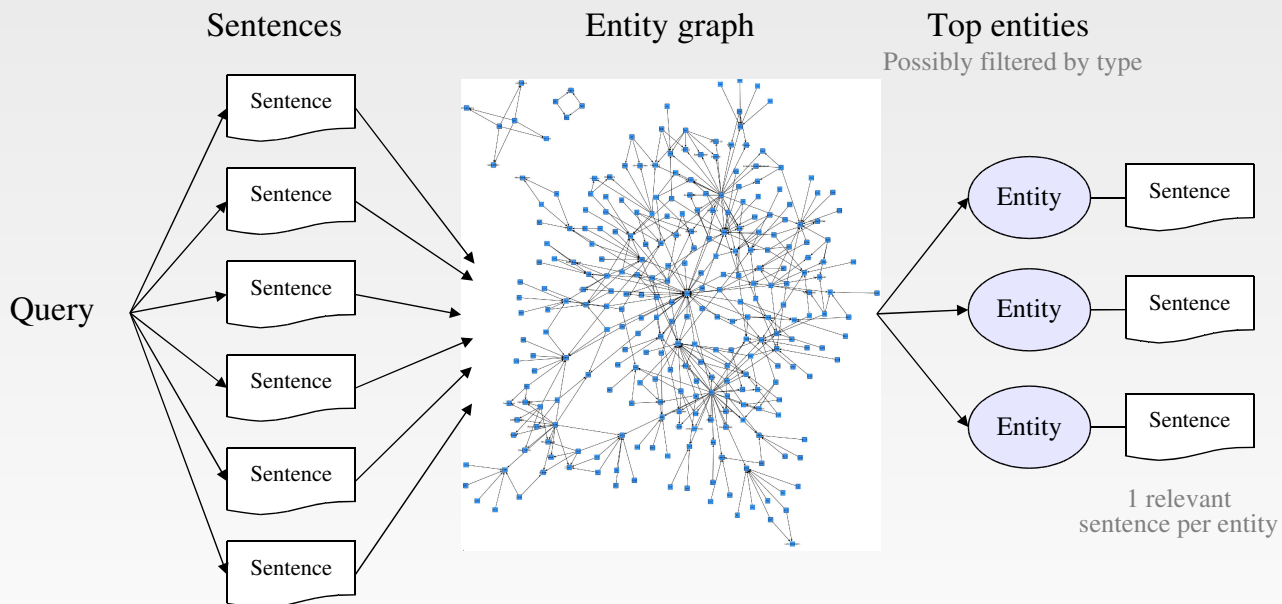 Sentences
Entity graph
Top entities
Possibly filtered by type
Query
Sentence
Sentence
Sentence
Sentence
Sentence
Sentence
Entity
Sentence
Entity
Sentence
Entity
Sentence
1 relevant
sentence per entity